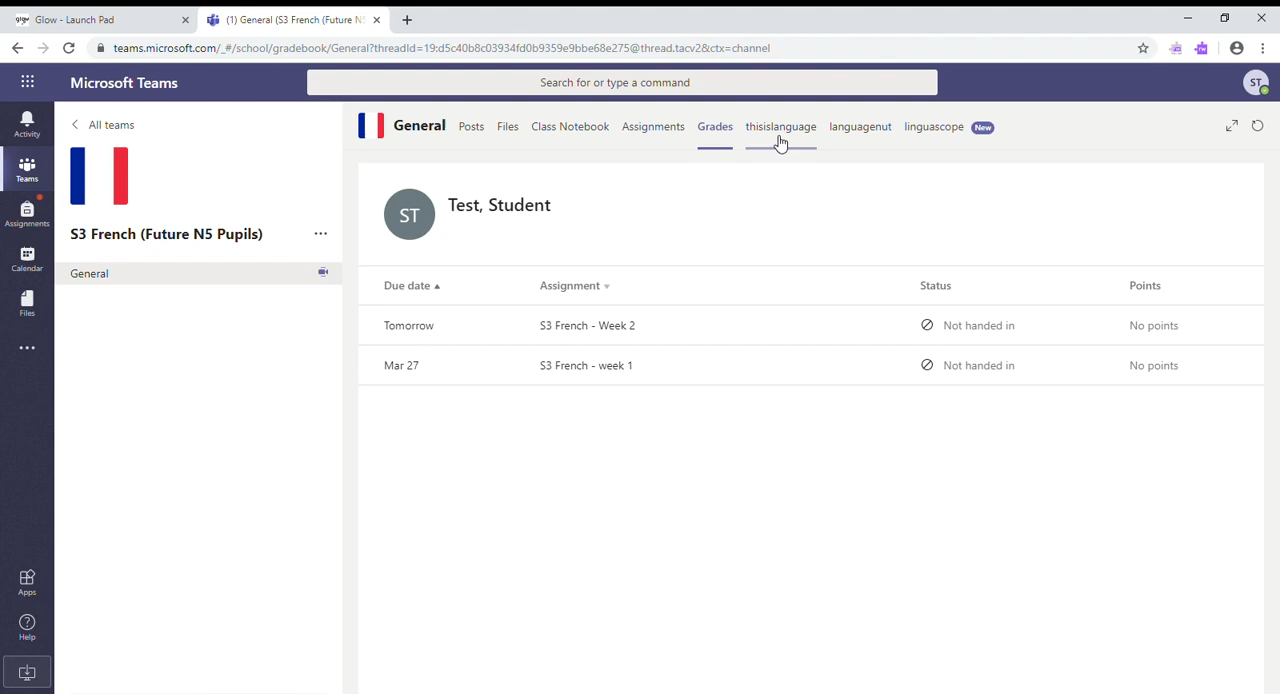 glow Glow - Launch Pad
(1) General (S3 French (Future N5
teams.microsoft.com/_#/school/gradebook/General?threadId=19:d5c40b8c03934fd0b9359e9bbe68e275@thread.tacv2&ctx=channel
Microsoft Teams
Search for or type a command
ST
Activity
Teams
Assignments
Calendar
Files
Apps
Help
All teams
S3 French (Future N5 Pupils)
General
General Posts Files Class Notebook Assignments Grades thisislanguage languagenut linguascope New
ST
Test, Student
Due date Assignment Status Points
Tomorrow S3 French - Week 2 Not handed in No points
Mar 27 S3 French - week 1 Not handed in No points